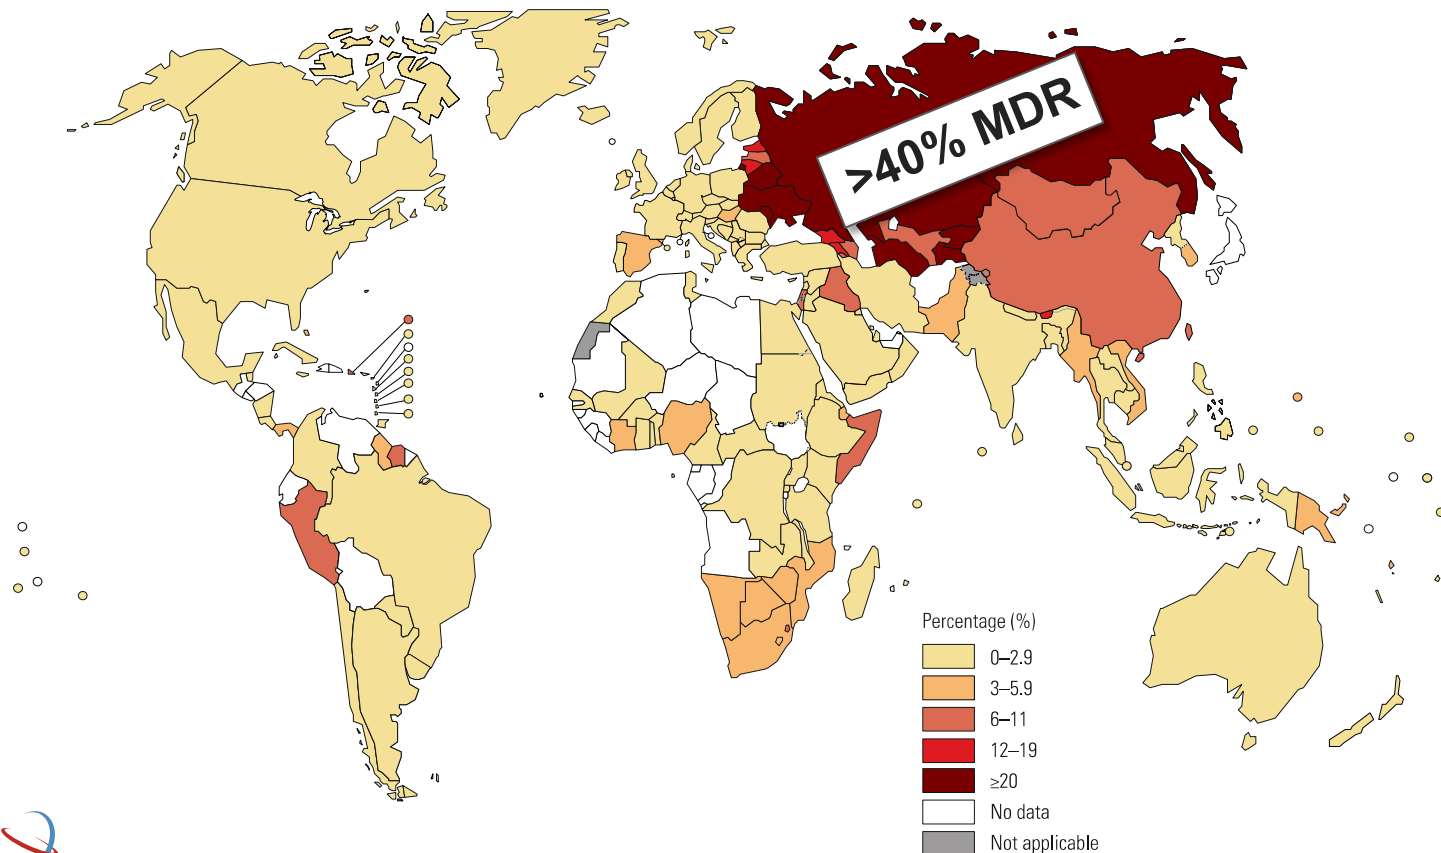 >40% MDR
Percentage (%)
0–2.9
3–5.9
6–11
12–19
≥20
No data
Not applicable